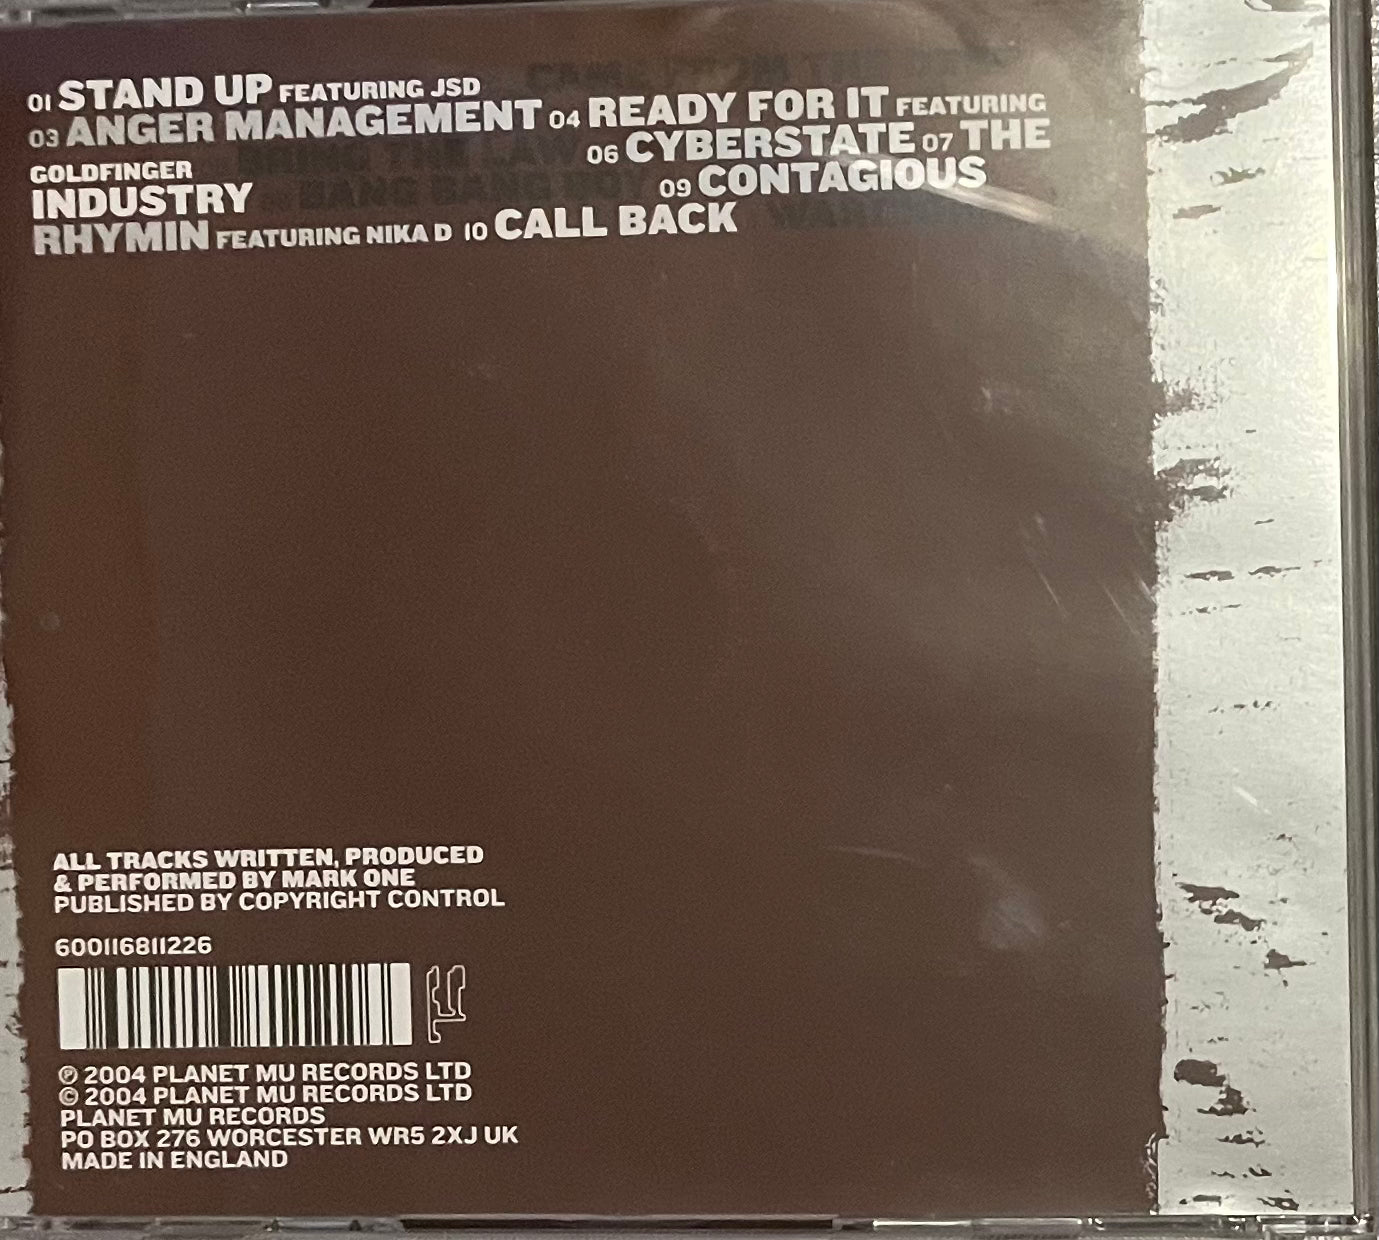 01 STAND UP FEATURING JSD
03 ANGER MANAGEMENT 04 READY FOR IT FEATURING
GOLDFINGER 06 CYBERSTATE 07 THE
INDUSTRY 09 CONTAGIOUS
RHYMIN FEATURING NIKA D 10 CALL BACK
ALL TRACKS WRITTEN, PRODUCED
& PERFORMED BY MARK ONE
PUBLISHED BY COPYRIGHT CONTROL
600116811226
℗ 2004 PLANET MU RECORDS LTD
© 2004 PLANET MU RECORDS LTD
PLANET MU RECORDS
PO BOX 276 WORCESTER WR5 2XJ UK
MADE IN ENGLAND